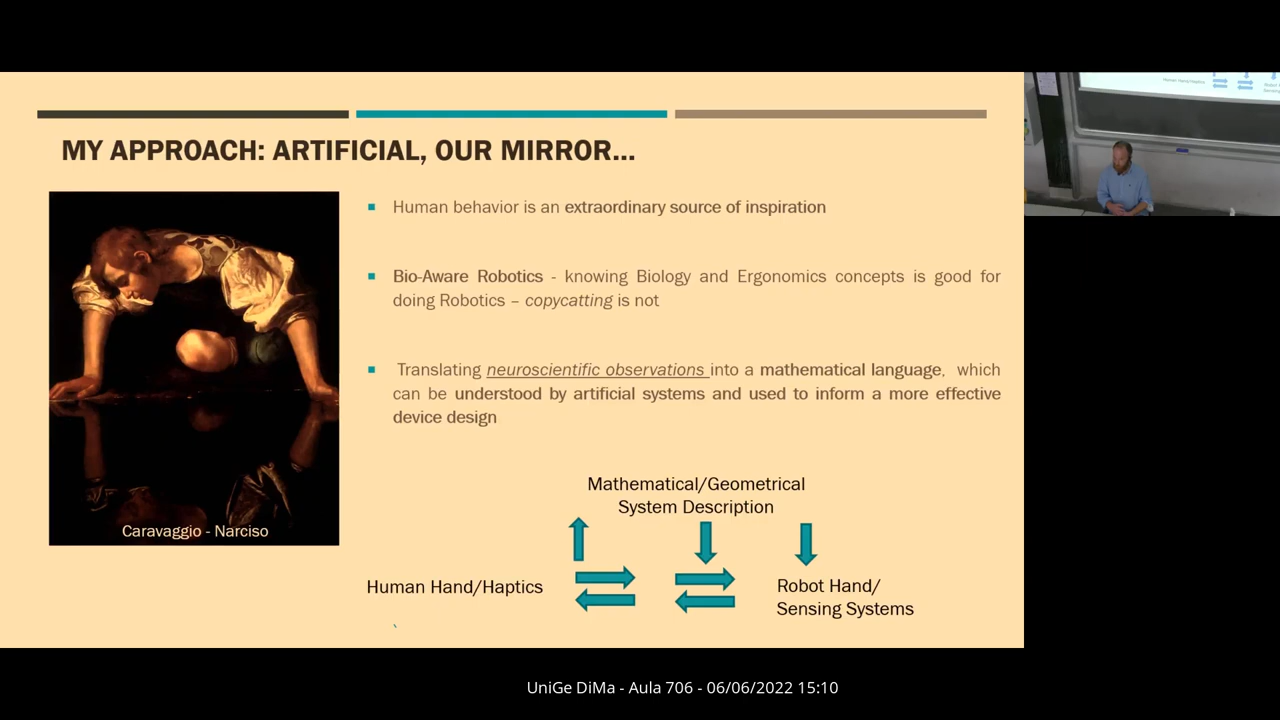 MY APPROACH: ARTIFICIAL, OUR MIRROR...
Human behavior is an extraordinary source of inspiration
Bio-Aware Robotics - knowing Biology and Ergonomics concepts is good for
doing Robotics – copycatting is not
Translating neuroscientific observations into a mathematical language, which
can be understood by artificial systems and used to inform a more effective
device design
Caravaggio - Narciso
Mathematical/Geometrical
System Description
Human Hand/Haptics
Robot Hand/
Sensing Systems
UniGe DiMa - Aula 706 - 06/06/2022 15:10